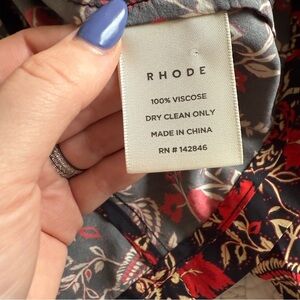 RHODE
100% VISCOSE
DRY CLEAN ONLY
MADE IN CHINA
RN # 142846